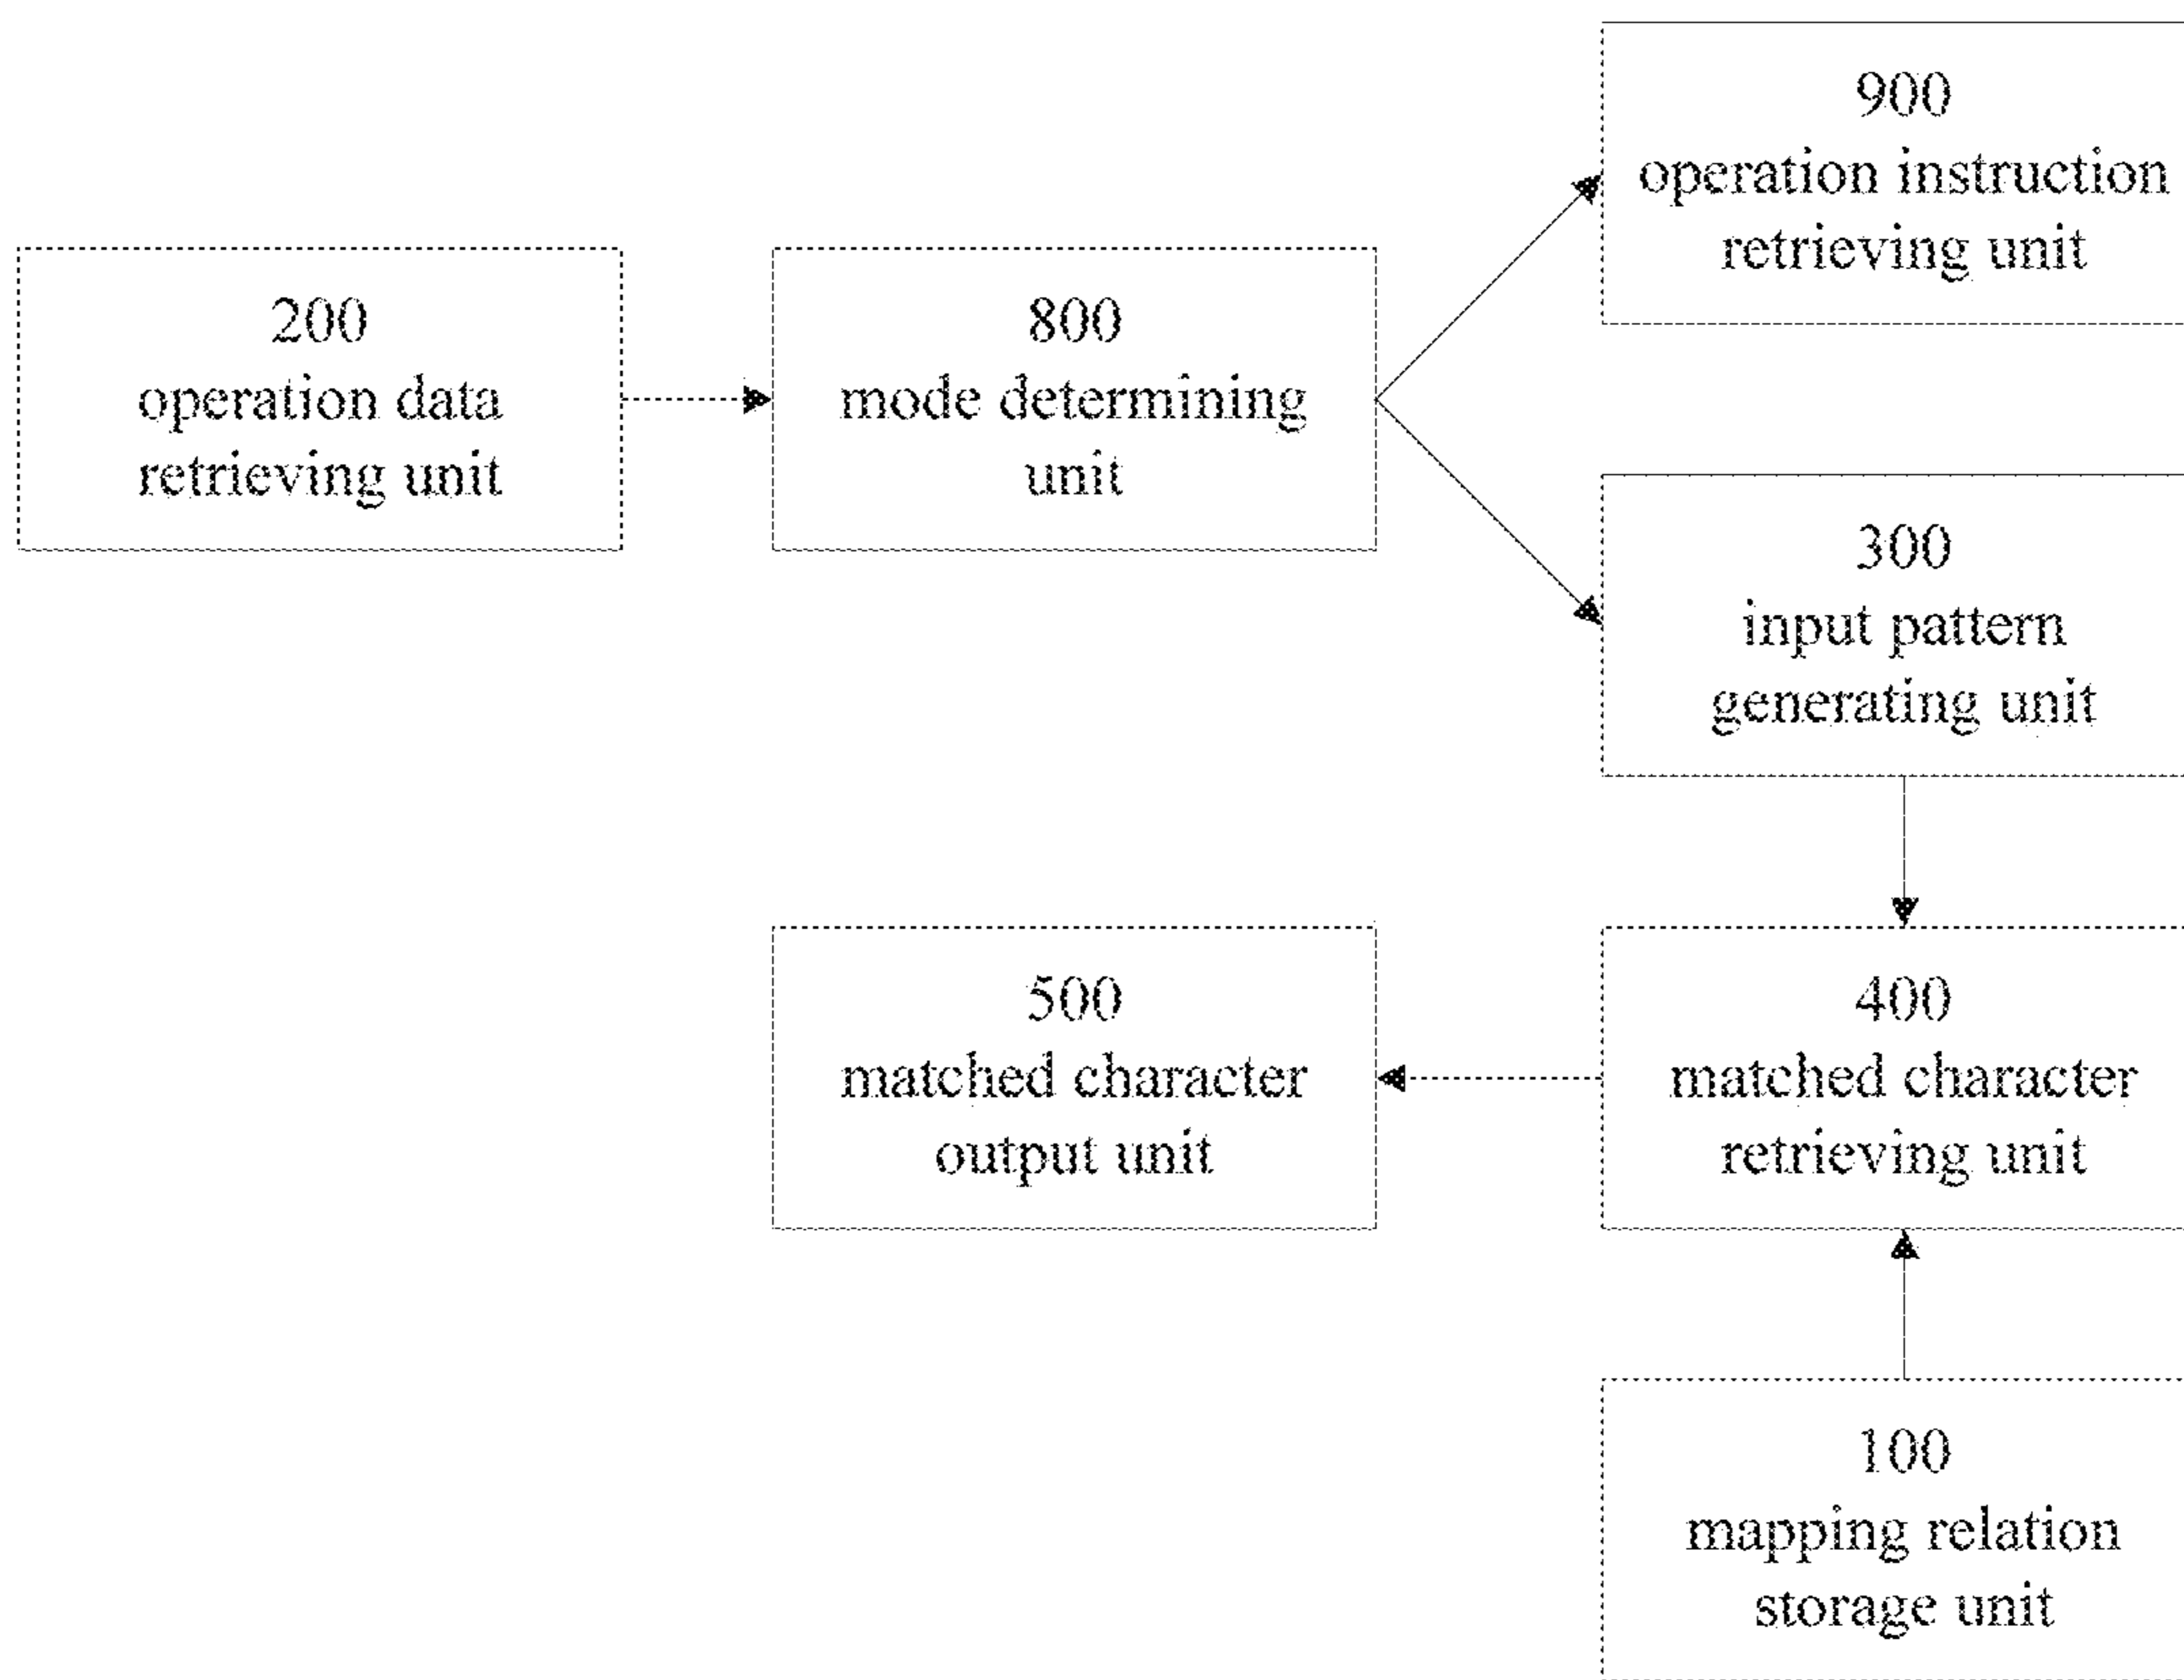 900
operation instruction
retrieving unit
200
operation data
retrieving unit
800
mode determining
unit
300
input pattern
generating unit
500
matched character
output unit
400
matched character
retrieving unit
100
mapping relation
storage unit